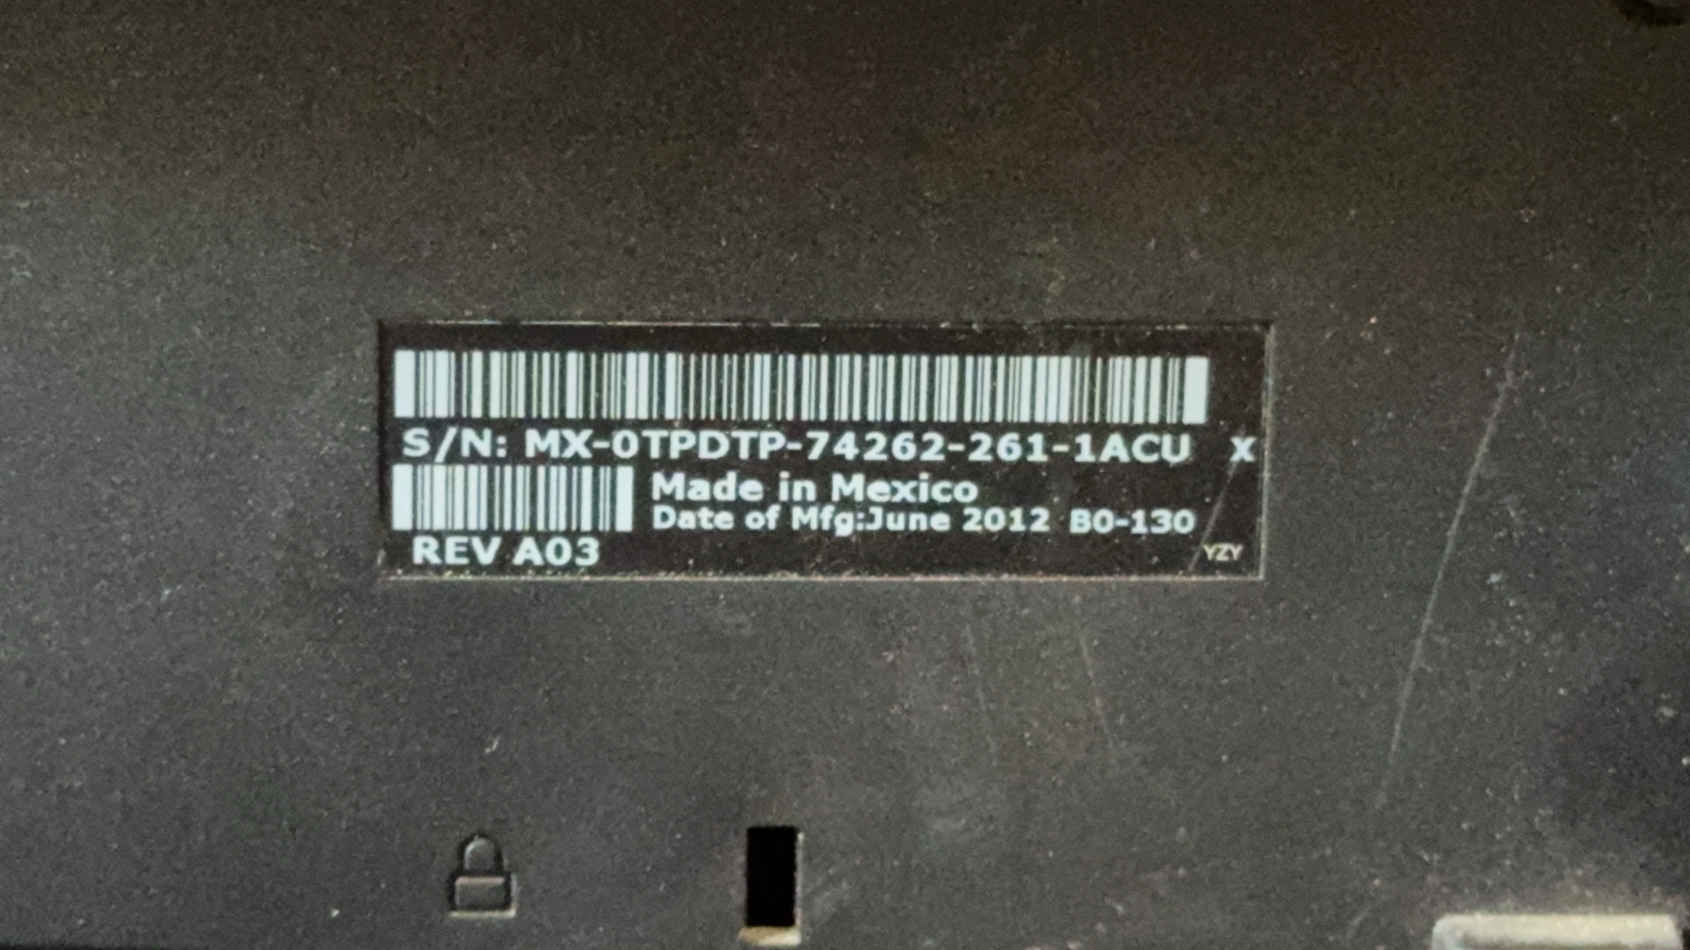 S/N: MX-0TPDTP-74262-261-1ACU X
Made in Mexico
Date of Mfg:June 2012 B0-130
REV A03 YZY